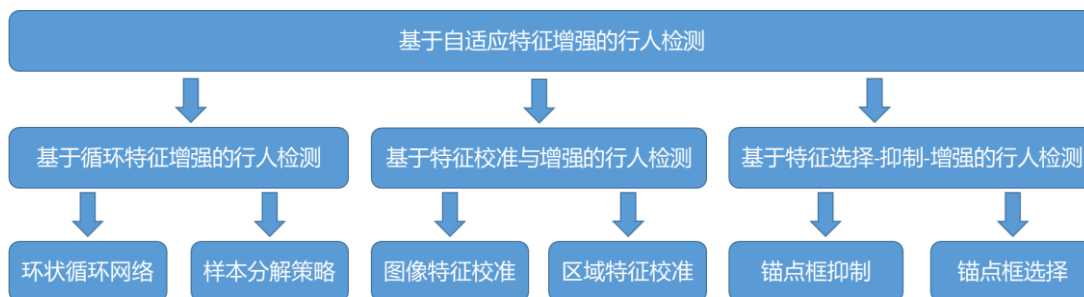 基于自适应特征增强的行人检测
基于循环特征增强的行人检测
基于特征校准与增强的行人检测
基于特征选择-抑制-增强的行人检测
环状循环网络
样本分解策略
图像特征校准
区域特征校准
锚点框抑制
锚点框选择